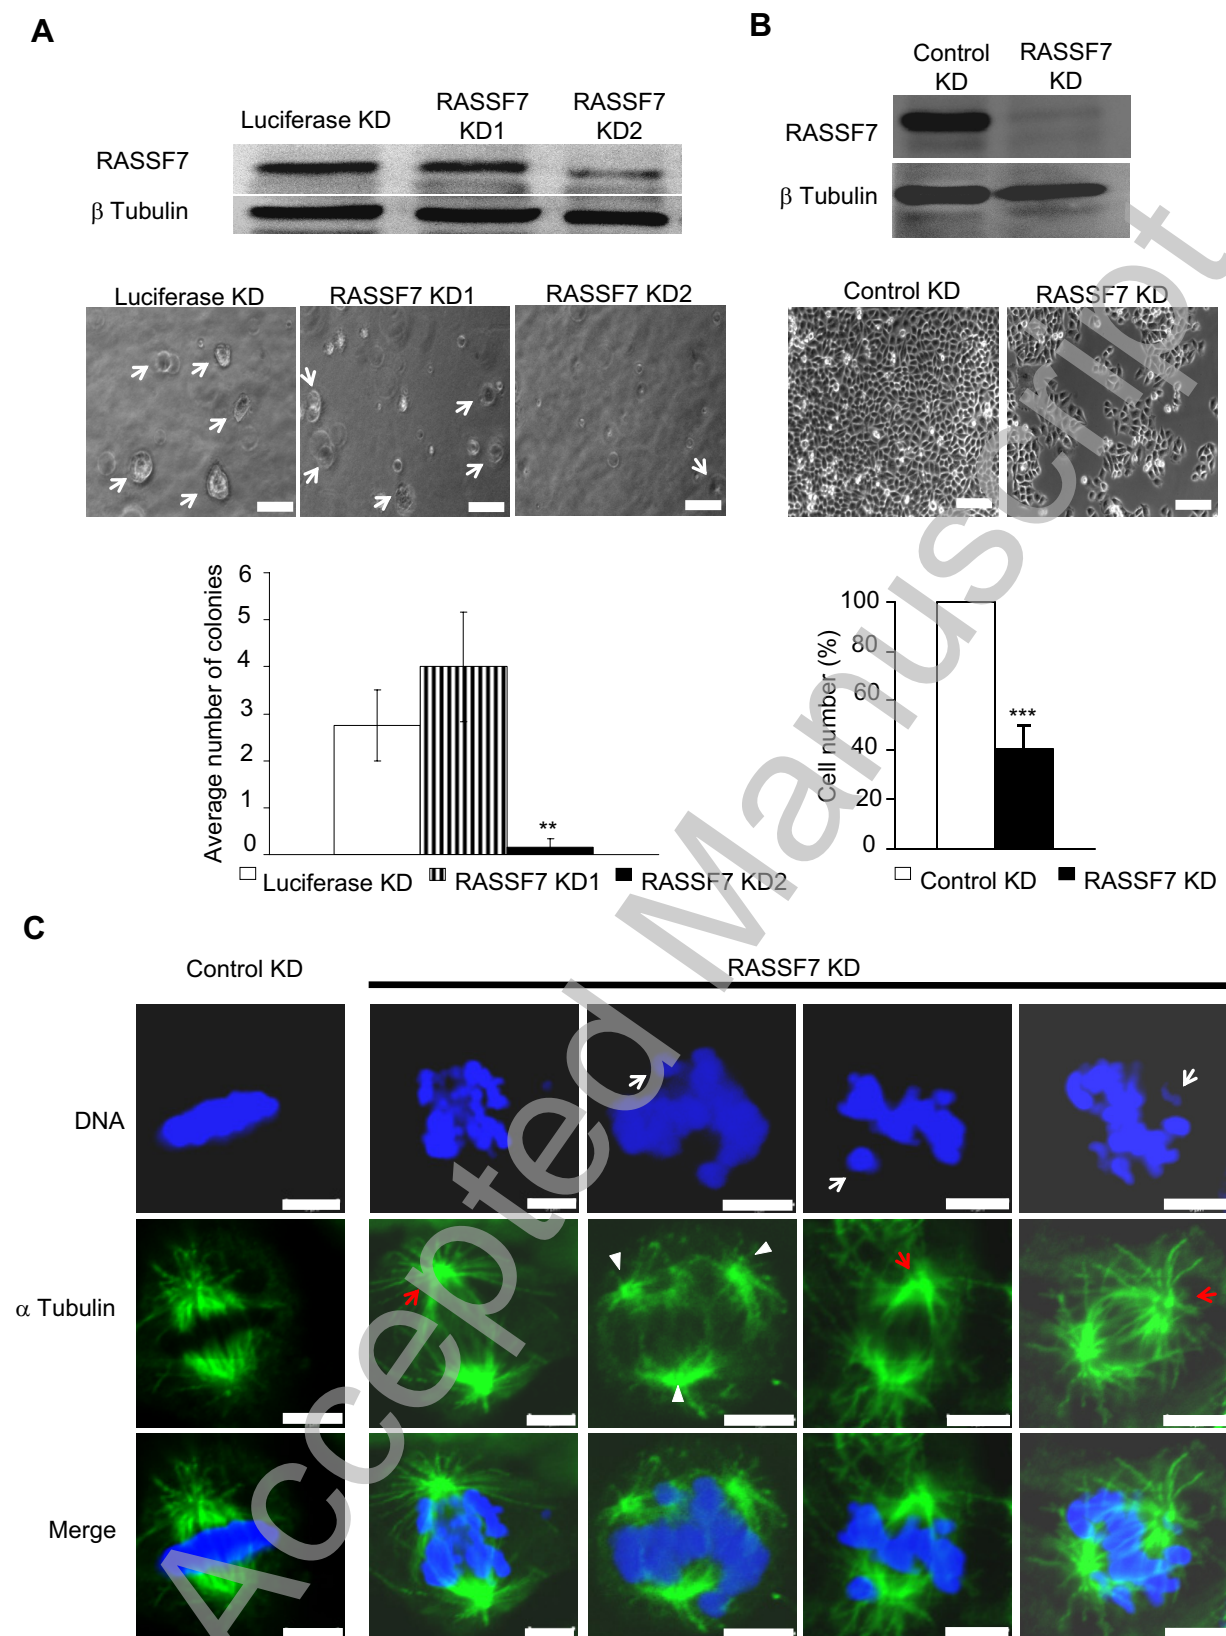 A
Luciferase KD
RASSF7
KD1
RASSF7
KD2
RASSF7
β Tubulin
Luciferase KD
RASSF7 KD1
RASSF7 KD2
Average number of colonies
6
5
4
3
2
1
0
**
Luciferase KD
RASSF7 KD1
RASSF7 KD2
B
Control
KD
RASSF7
KD
RASSF7
β Tubulin
Control KD
RASSF7 KD
Cell number (%)
100
80
60
40
20
0
***
Control KD
RASSF7 KD
C
Control KD
RASSF7 KD
DNA
α Tubulin
Merge
Accepted Manuscript